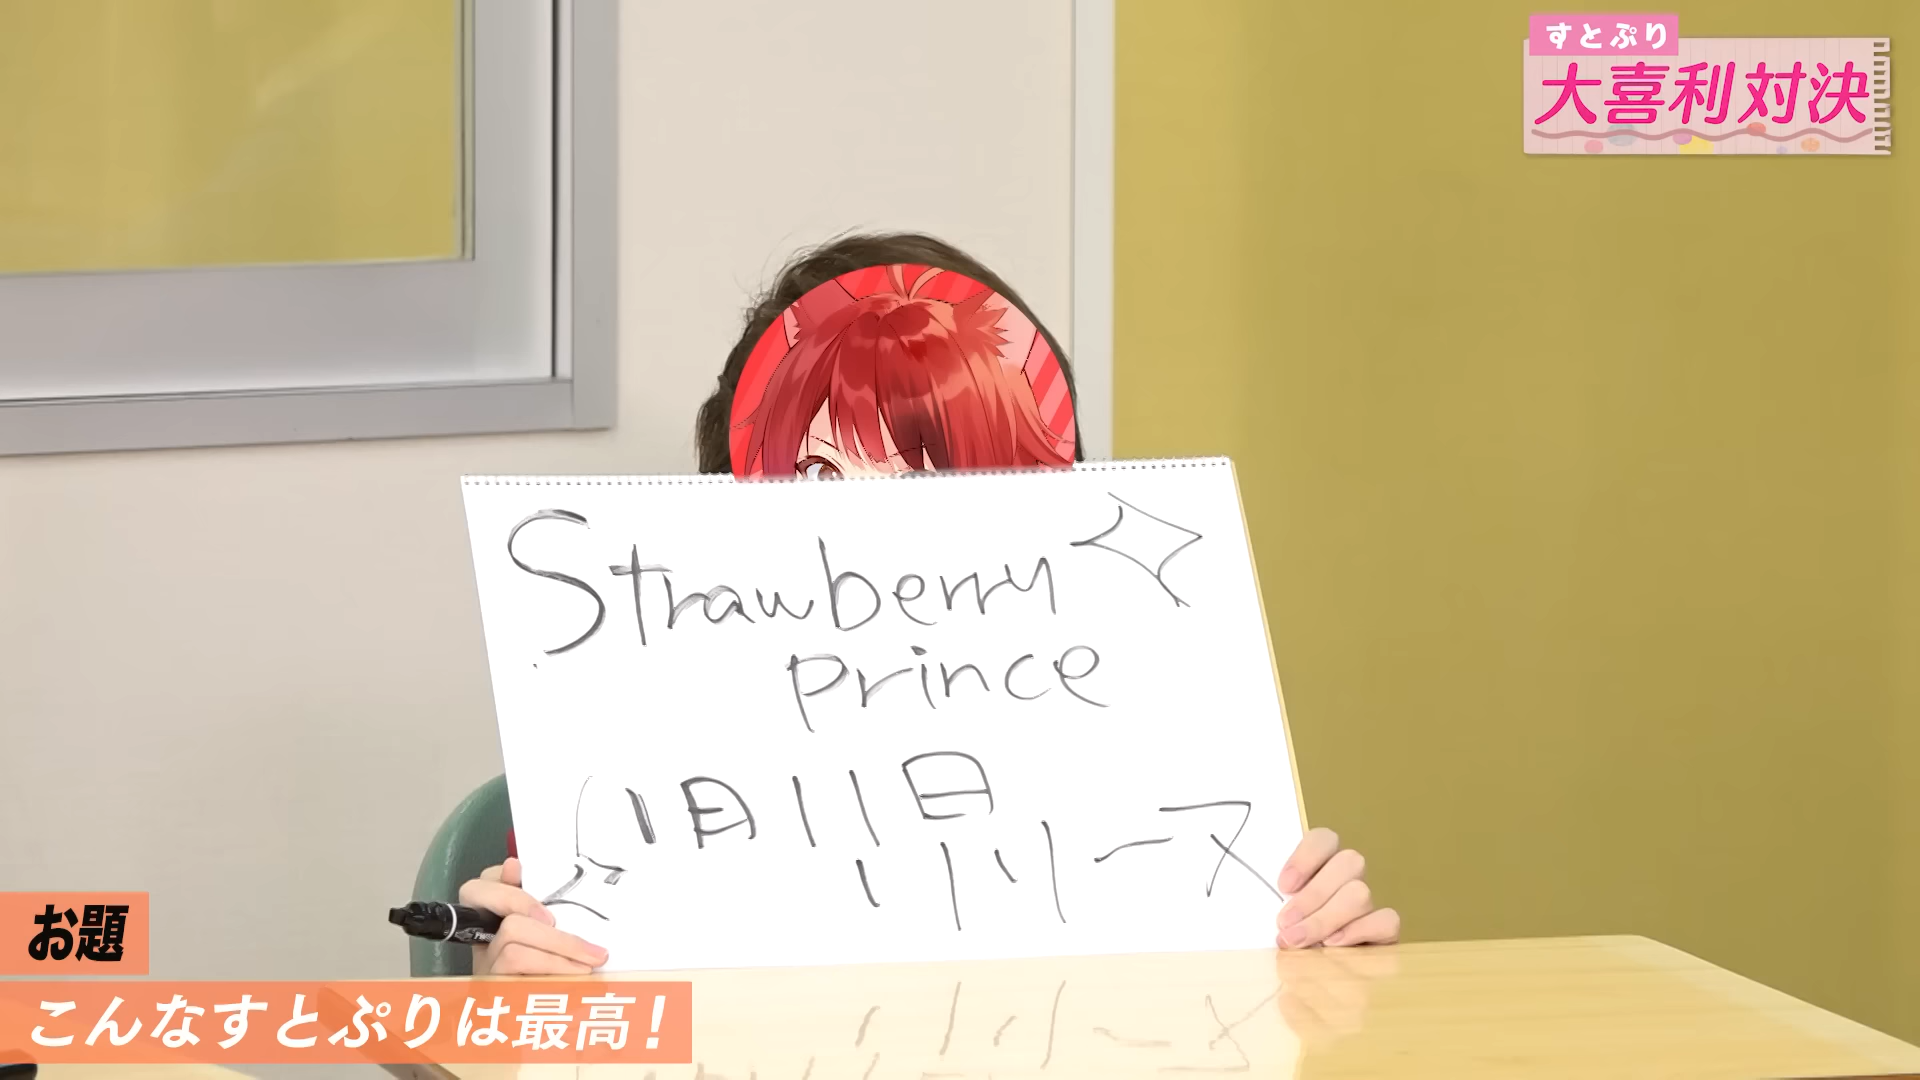 すとぷり
大喜利対決
Strawberry
prince
1月11日
リリース
お題
こんなすとぷりは最高!